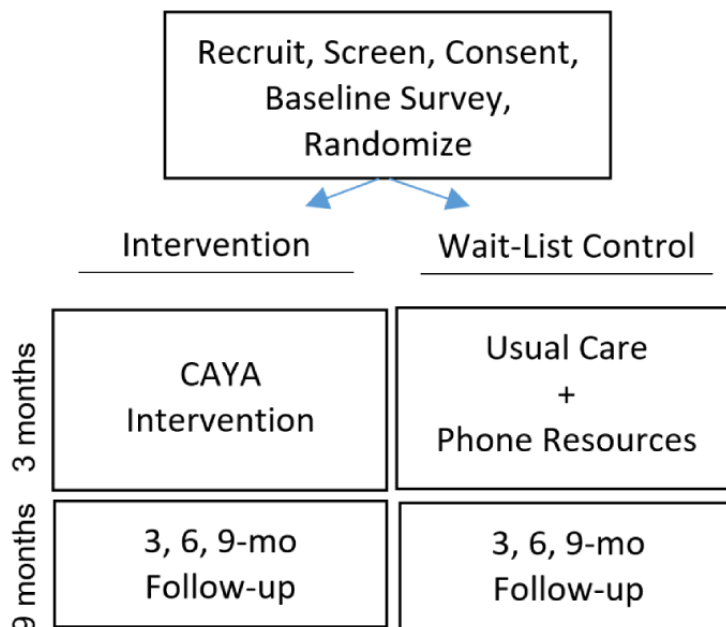 Recruit, Screen, Consent,
Baseline Survey,
Randomize
Intervention
Wait-List Control
3 months
CAYA
Intervention
Usual Care
+
Phone Resources
9 months
3, 6, 9-mo
Follow-up
3, 6, 9-mo
Follow-up